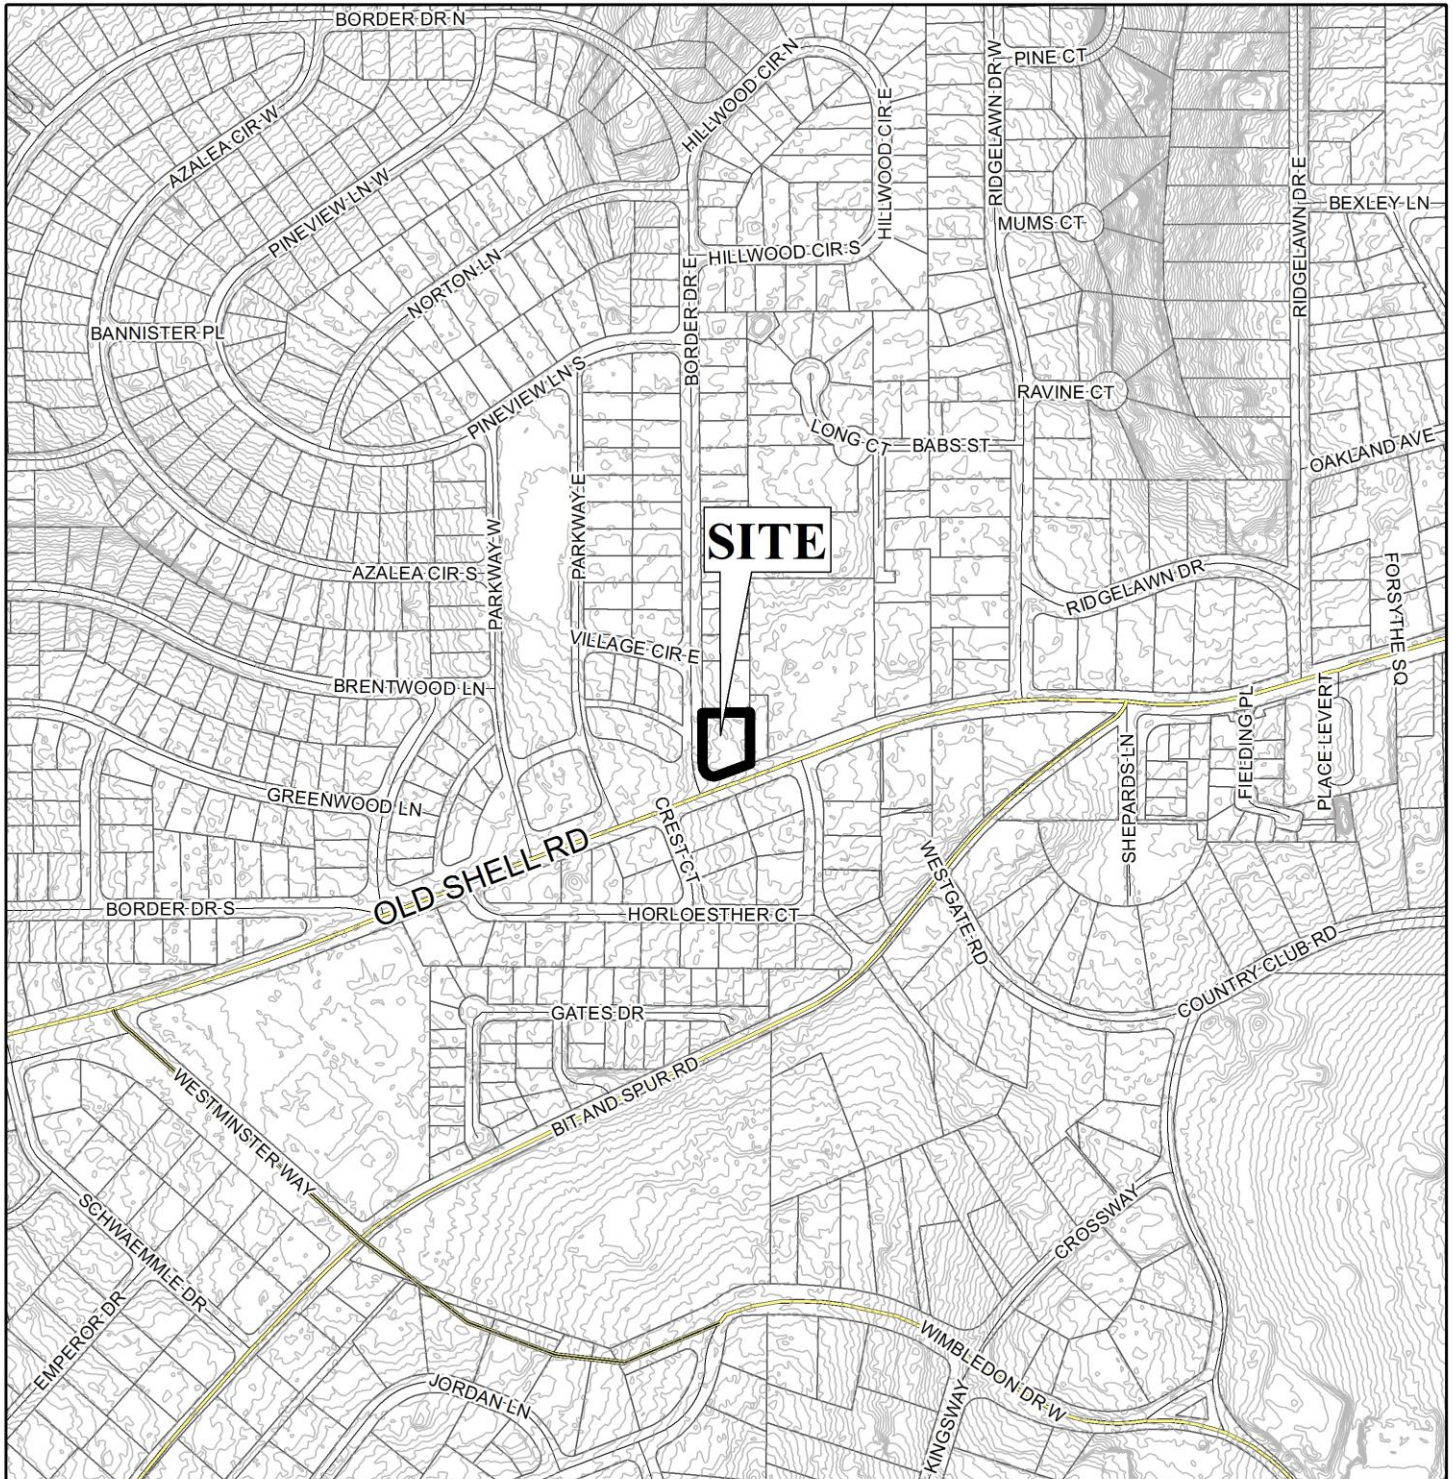 BORDER DR N
PINE CT
HILLWOOD CIR N
AZALEA CIR W
HILLWOOD CIR E
RIDGELAWN DR W
RIDGELAWN DR E
BEXLEY LN
MUMS CT
PINEVIEW LN W
HILLWOOD CIR S
NORTON LN
BORDER DR E
BANNISTER PL
PINEVIEW LN S
RAVINE CT
LONG CT
BABS ST
OAKLAND AVE
PARKWAY E
SITE
AZALEA CIR S
PARKWAY W
RIDGELAWN DR
FORSYTHE SQ
VILLAGE CIR E
BRENTWOOD LN
FIELDING PL
PLACE LEVERT
SHEPARDS LN
GREENWOOD LN
CREST CT
OLD SHELL RD
WESTGATE RD
BORDER DR S
HORLOESTHER CT
COUNTRY CLUB RD
GATES DR
BIT AND SPUR RD
WESTMINSTER WAY
SCHWAEMMLE DR
CROSSWAY
EMPEROR DR
WIMBLEDON DR W
JORDAN LN
KINGSWAY